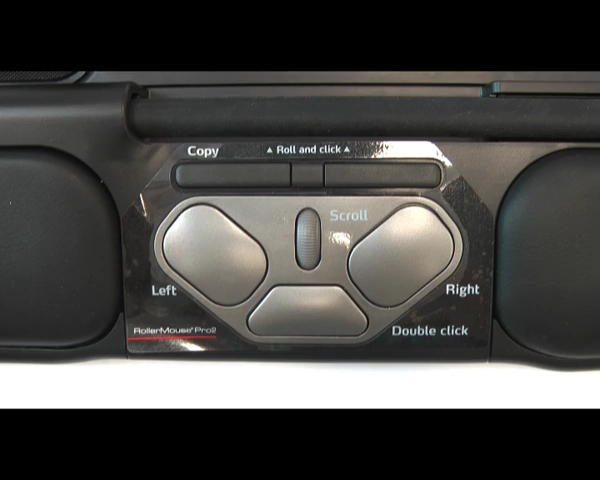 Copy
▲ Roll and click ▲
Scroll
Left
Right
RollerMouse® Pro2
Double click